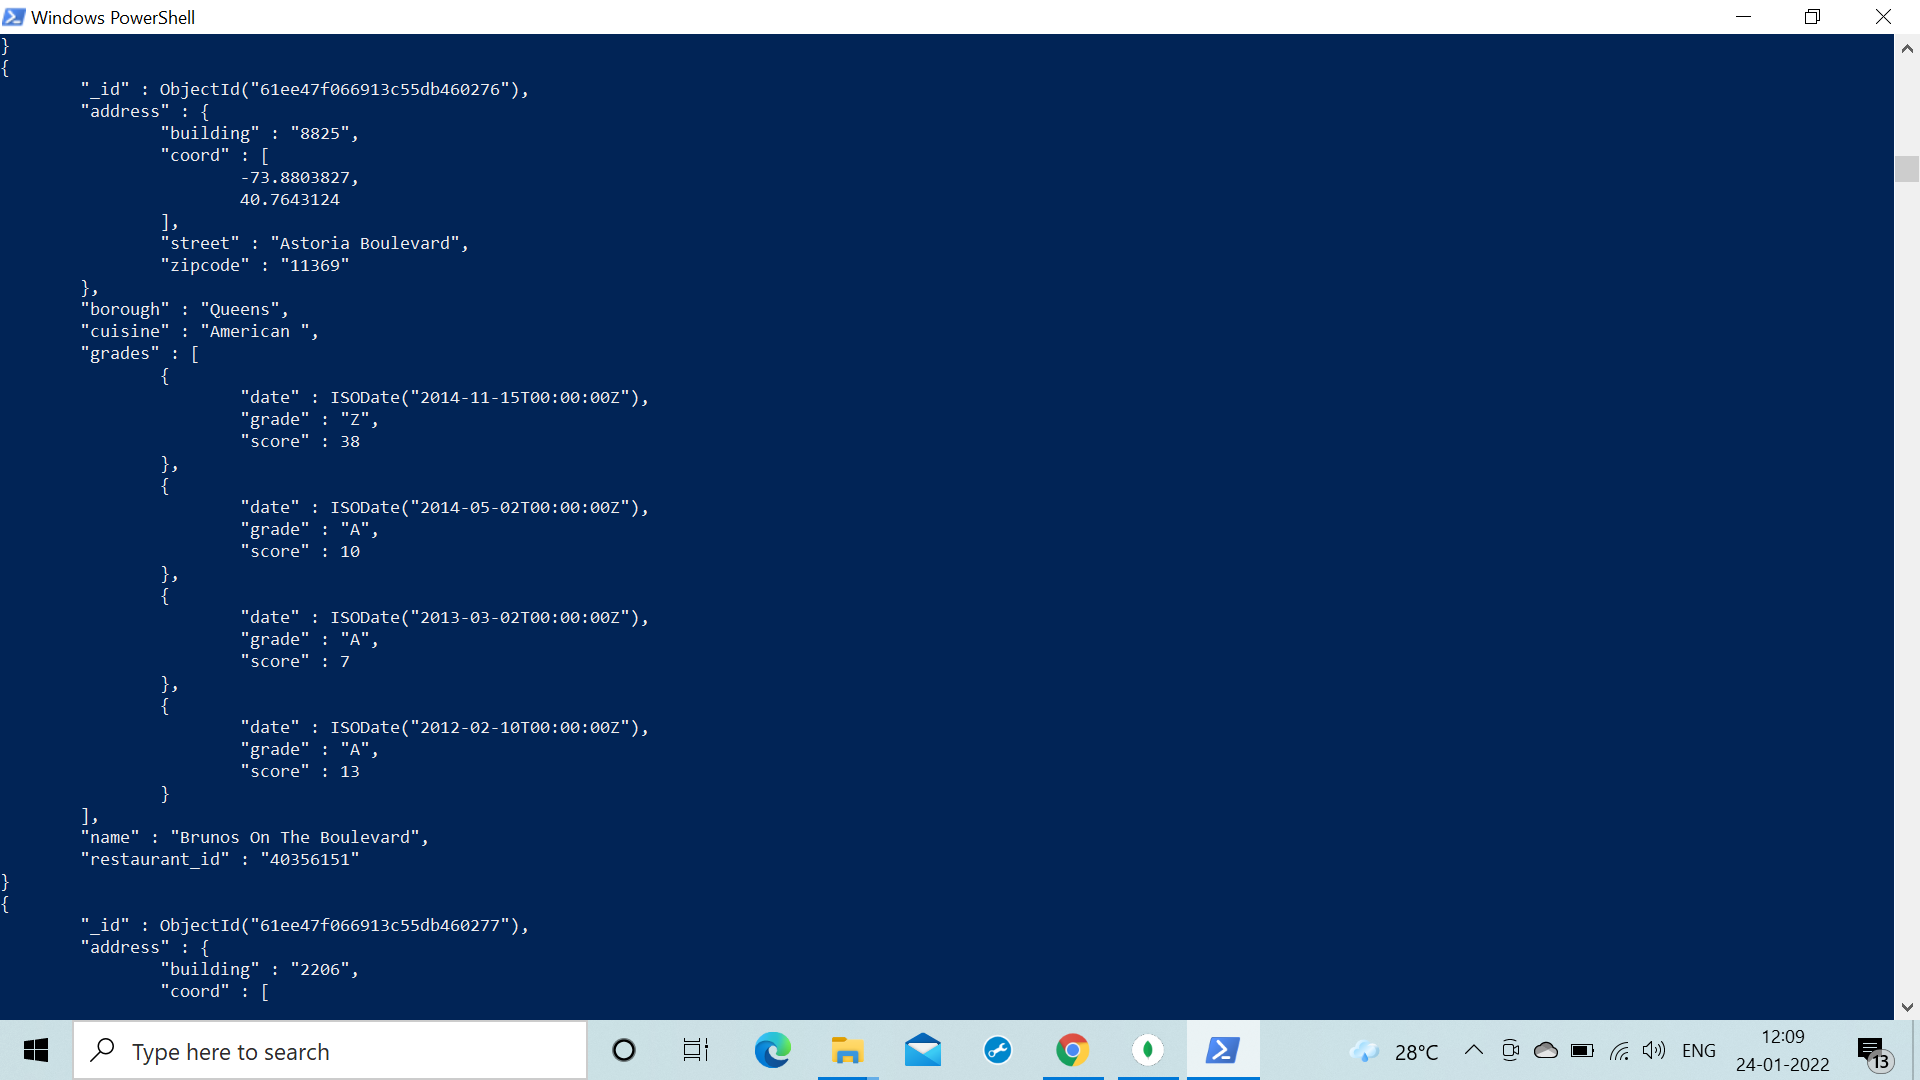 Windows PowerShell
}
{
"_id" : ObjectId("61ee47f066913c55db460276"),
"address" : {
"building" : "8825",
"coord" : [
-73.8803827,
40.7643124
],
"street" : "Astoria Boulevard",
"zipcode" : "11369"
},
"borough" : "Queens",
"cuisine" : "American ",
"grades" : [
{
"date" : ISODate("2014-11-15T00:00:00Z"),
"grade" : "Z",
"score" : 38
},
{
"date" : ISODate("2014-05-02T00:00:00Z"),
"grade" : "A",
"score" : 10
},
{
"date" : ISODate("2013-03-02T00:00:00Z"),
"grade" : "A",
"score" : 7
},
{
"date" : ISODate("2012-02-10T00:00:00Z"),
"grade" : "A",
"score" : 13
}
],
"name" : "Brunos On The Boulevard",
"restaurant_id" : "40356151"
}
{
"_id" : ObjectId("61ee47f066913c55db460277"),
"address" : {
"building" : "2206",
"coord" : [
Type here to search
28°C
ENG
12:09
24-01-2022
13